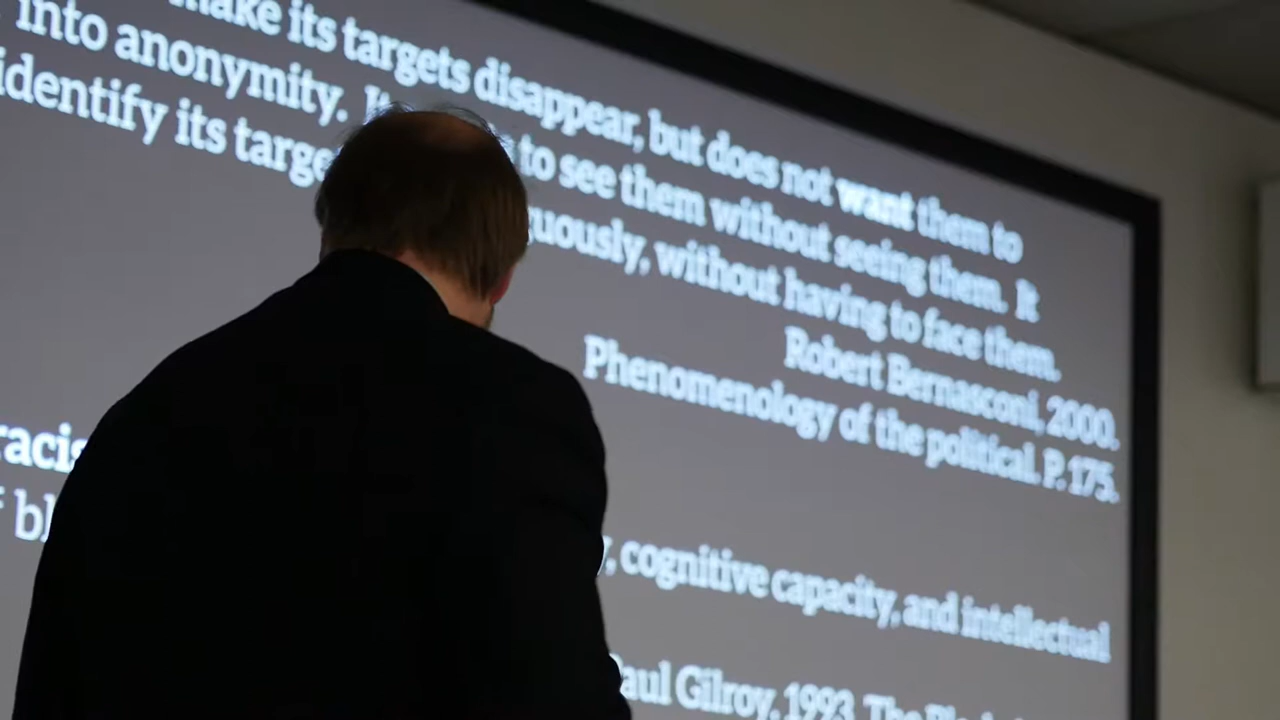 make its targets disappear, but does not want them to
into anonymity. It to see them without seeing them. It
identify its targe uously, without having to face them.
Robert Bernasconi, 2000.
Phenomenology of the political. P. 175.
racis
f bl , cognitive capacity, and intellectual
Paul Gilroy, 1993. The